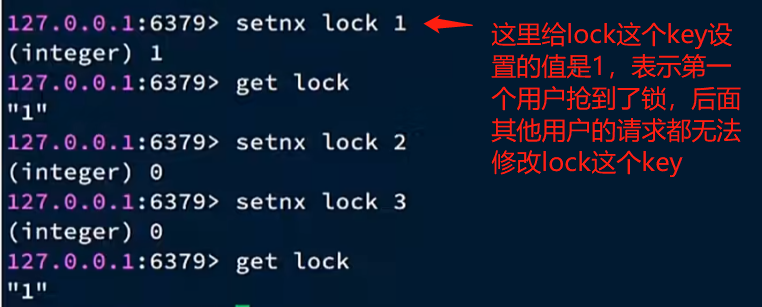 127.0.0.1:6379> setnx lock 1
(integer) 1
127.0.0.1:6379> get lock
"1"
127.0.0.1:6379> setnx lock 2
(integer) 0
127.0.0.1:6379> setnx lock 3
(integer) 0
127.0.0.1:6379> get lock
"1"
这里给lock这个key设
置的值是1，表示第一
个用户抢到了锁，后面
其他用户的请求都无法
修改lock这个key